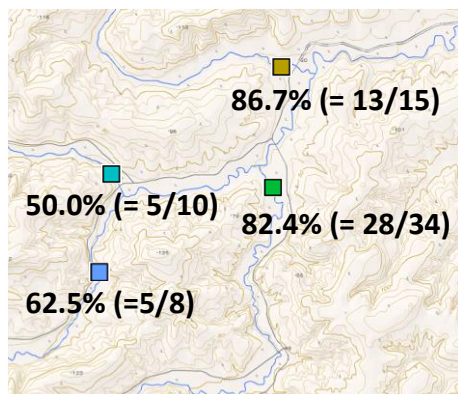 86.7% (= 13/15)
50.0% (= 5/10)
82.4% (= 28/34)
62.5% (=5/8)